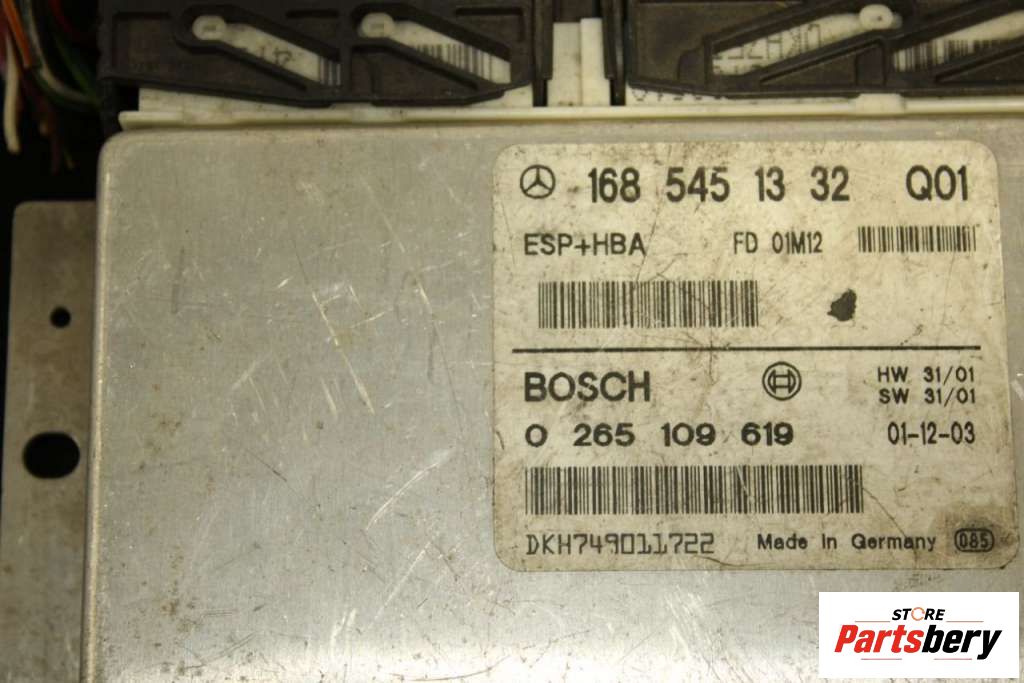 168 545 13 32 Q01
ESP+HBA FD 01M12
BOSCH HW 31/01
SW 31/01
0 265 109 619 01-12-03
DKH749011722 Made in Germany 085
STORE
Partsbery